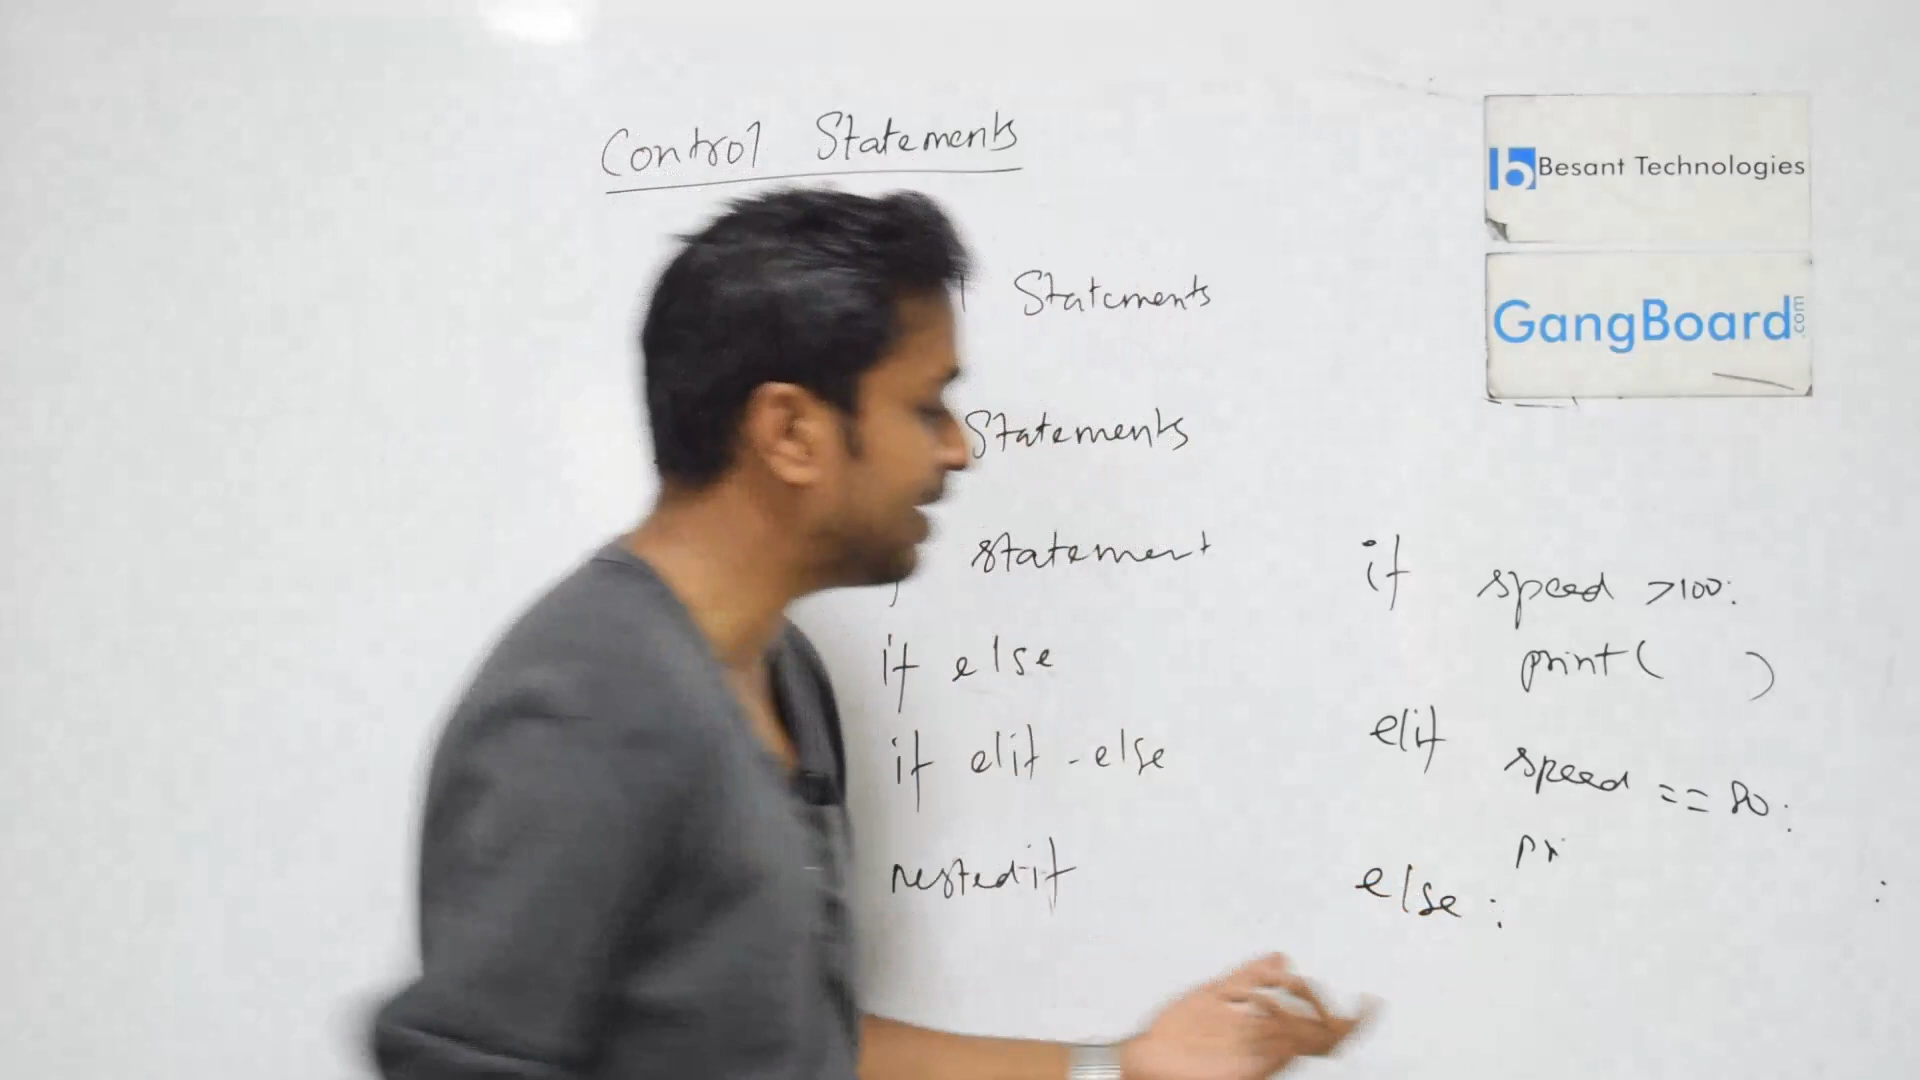 Control Statements
Statements
Statements
statement
if else
if elif - else
nested-if
if speed >100:
print( )
elif speed == 80:
pr
else :
Besant Technologies
GangBoard.com